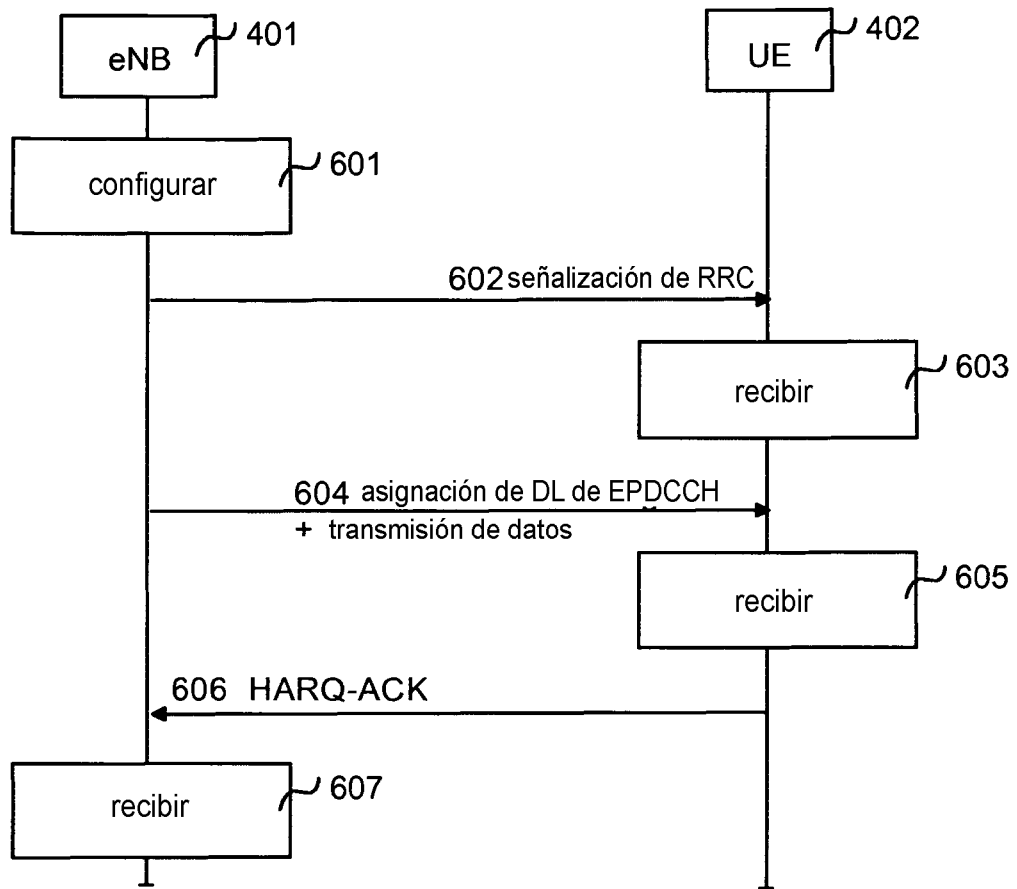 eNB 401
UE 402
configurar 601
602 señalización de RRC
recibir 603
604 asignación de DL de EPDCCH
+ transmisión de datos
recibir 605
606 HARQ-ACK
recibir 607